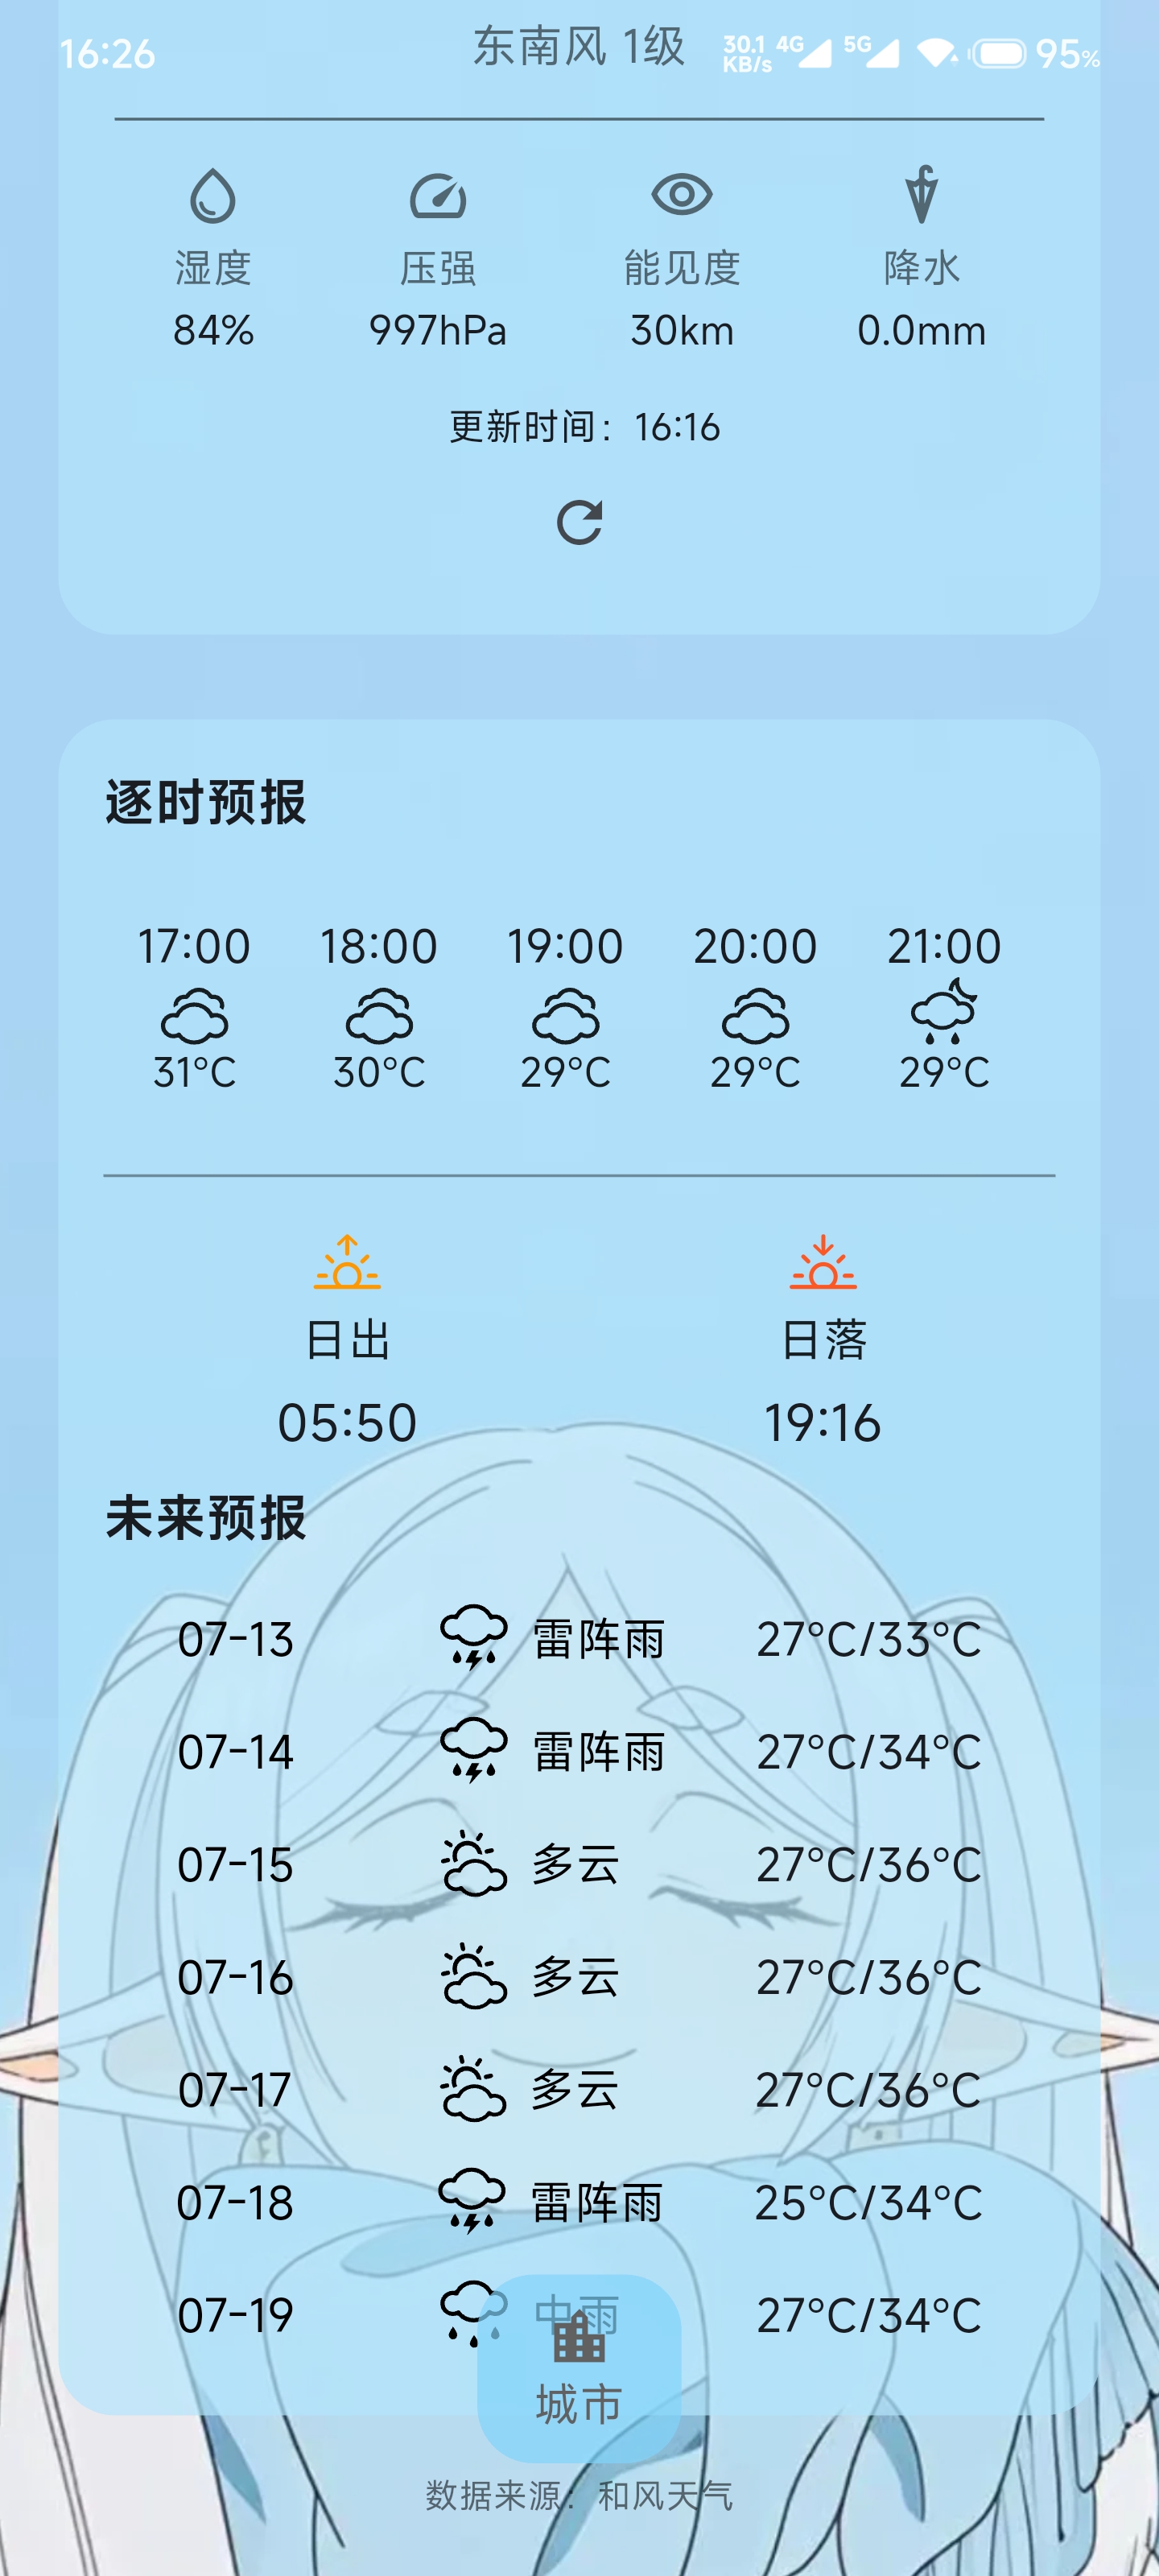 16:26 东南风 1级 30.1 KB/s 4G 5G 95%
湿度 压强 能见度 降水
84% 997hPa 30km 0.0mm
更新时间：16:16
逐时预报
17:00 18:00 19:00 20:00 21:00
31°C 30°C 29°C 29°C 29°C
日出 日落
05:50 19:16
未来预报
07-13 雷阵雨 27°C/33°C
07-14 雷阵雨 27°C/34°C
07-15 多云 27°C/36°C
07-16 多云 27°C/36°C
07-17 多云 27°C/36°C
07-18 雷阵雨 25°C/34°C
07-19 中雨 27°C/34°C
城市
数据来源：和风天气